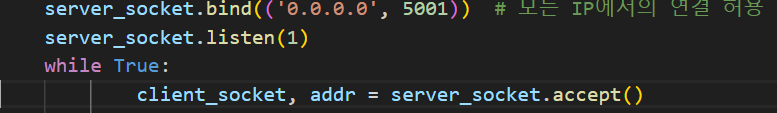 server_socket.bind(('0.0.0.0', 5001))  # 모든 IP에서의 연결 허용
server_socket.listen(1)
while True:
        client_socket, addr = server_socket.accept()